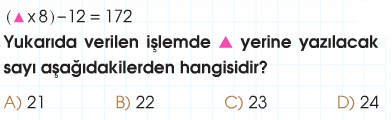 (▲x8)–12 = 172
Yukarıda verilen işlemde ▲ yerine yazılacak
sayı aşağıdakilerden hangisidir?
A) 21 B) 22 C) 23 D) 24